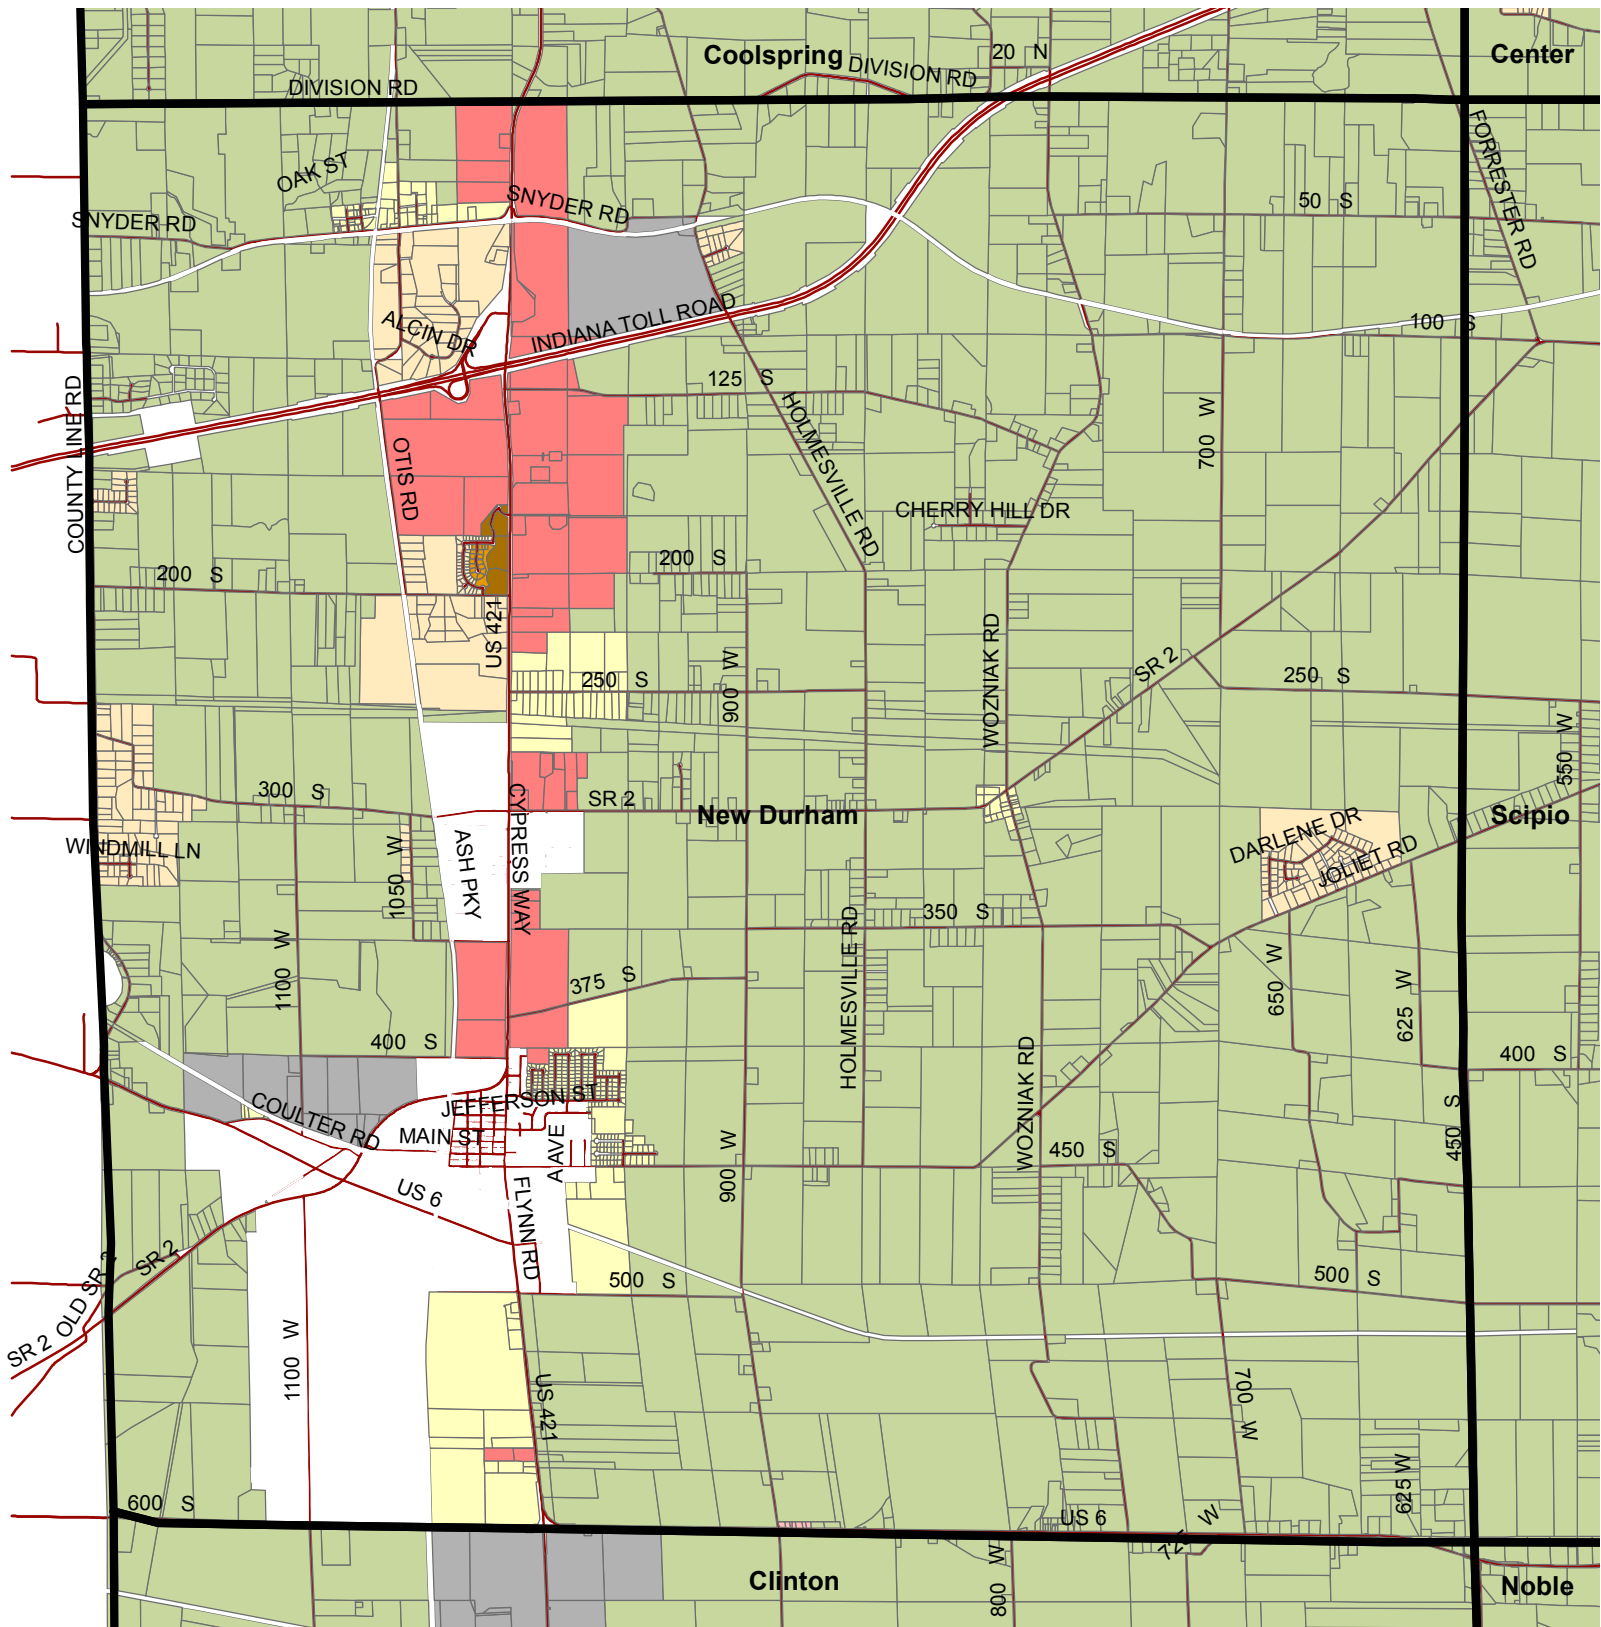 Coolspring
DIVISION RD
20 N
Center
DIVISION RD
OAK ST
SNYDER RD
SNYDER RD
50 S
FORRESTER RD
ALCIN DR
INDIANA TOLL ROAD
100 S
125 S
COUNTY LINE RD
OTIS RD
HOLMESVILLE RD
700 W
CHERRY HILL DR
200 S
200 S
US 421
WOZNIAK RD
250 S
900 W
SR 2
250 S
550 W
300 S
CYPRESS WAY
SR 2
New Durham
Scipio
WINDMILL LN
1050 W
ASH PKY
DARLENE DR
JOLIET RD
350 S
HOLMESVILLE RD
1100 W
375 S
650 W
625 W
400 S
400 S
WOZNIAK RD
COULTER RD
JEFFERSON ST
MAIN ST
A AVE
900 W
450 S
450 S
US 6
FLYNN RD
OLD SR 2
SR 2
500 S
500 S
SR 2
1100 W
US 421
700 W
600 S
625 W
US 6
725 W
Clinton
800 W
Noble